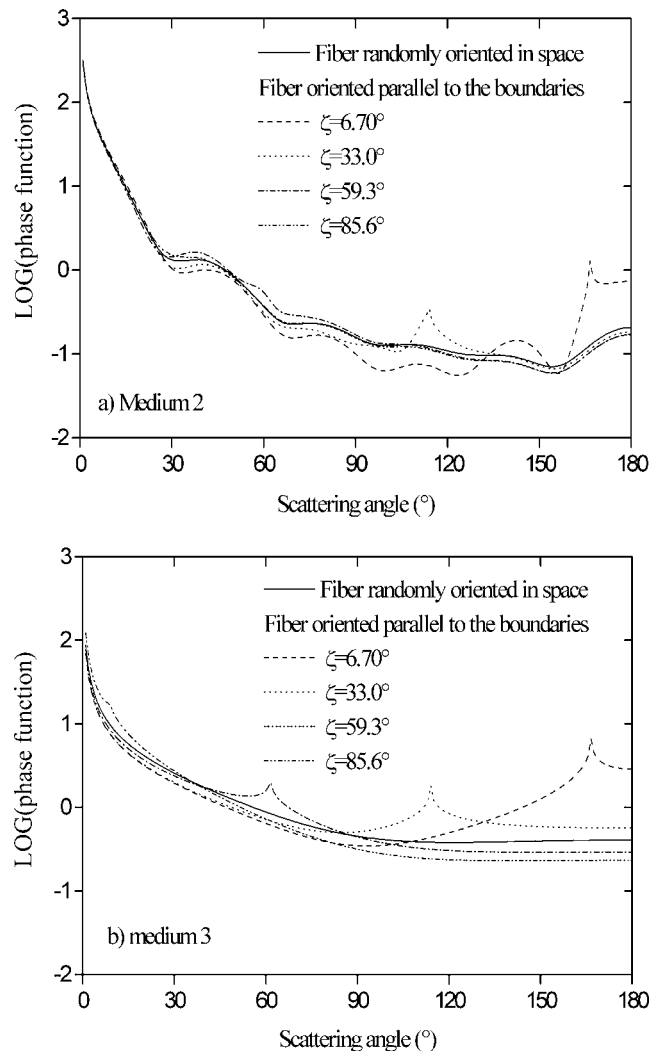 3
2
1
0
-1
-2
LOG(phase function)
Fiber randomly oriented in space
Fiber oriented parallel to the boundaries
ζ=6.70°
ζ=33.0°
ζ=59.3°
ζ=85.6°
a) Medium 2
0 30 60 90 120 150 180
Scattering angle (°)
3
2
1
0
-1
-2
LOG(phase function)
Fiber randomly oriented in space
Fiber oriented parallel to the boundaries
ζ=6.70°
ζ=33.0°
ζ=59.3°
ζ=85.6°
b) medium 3
0 30 60 90 120 150 180
Scattering angle (°)